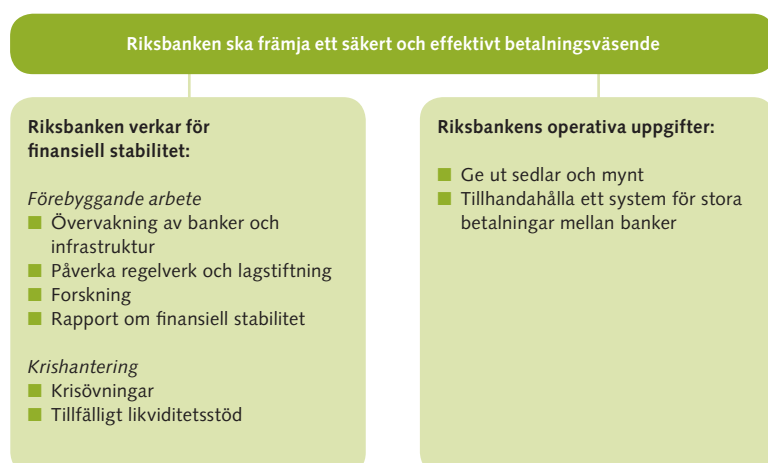 Riksbanken ska främja ett säkert och effektivt betalningsväsende
Riksbanken verkar för
finansiell stabilitet:
Förebyggande arbete
Övervakning av banker och
infrastruktur
Påverka regelverk och lagstiftning
Forskning
Rapport om finansiell stabilitet
Krishantering
Krisövningar
Tillfälligt likviditetsstöd
Riksbankens operativa uppgifter:
Ge ut sedlar och mynt
Tillhandahålla ett system för stora
betalningar mellan banker